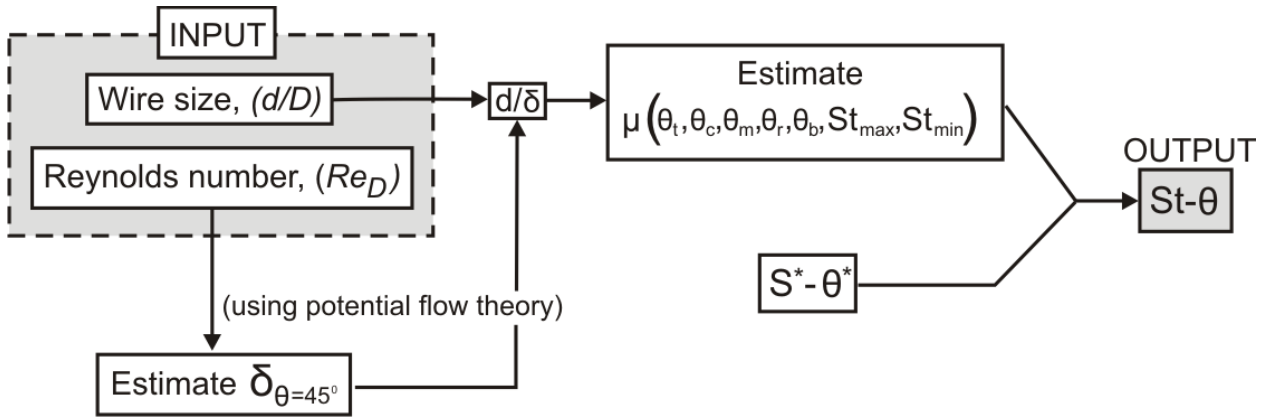 INPUT
Wire size, (d/D)
Reynolds number, (Re_D)
d/δ
Estimate
μ(θ_t,θ_c,θ_m,θ_r,θ_b,St_max,St_min)
OUTPUT
St-θ
S*-θ*
(using potential flow theory)
Estimate δ_θ=45°